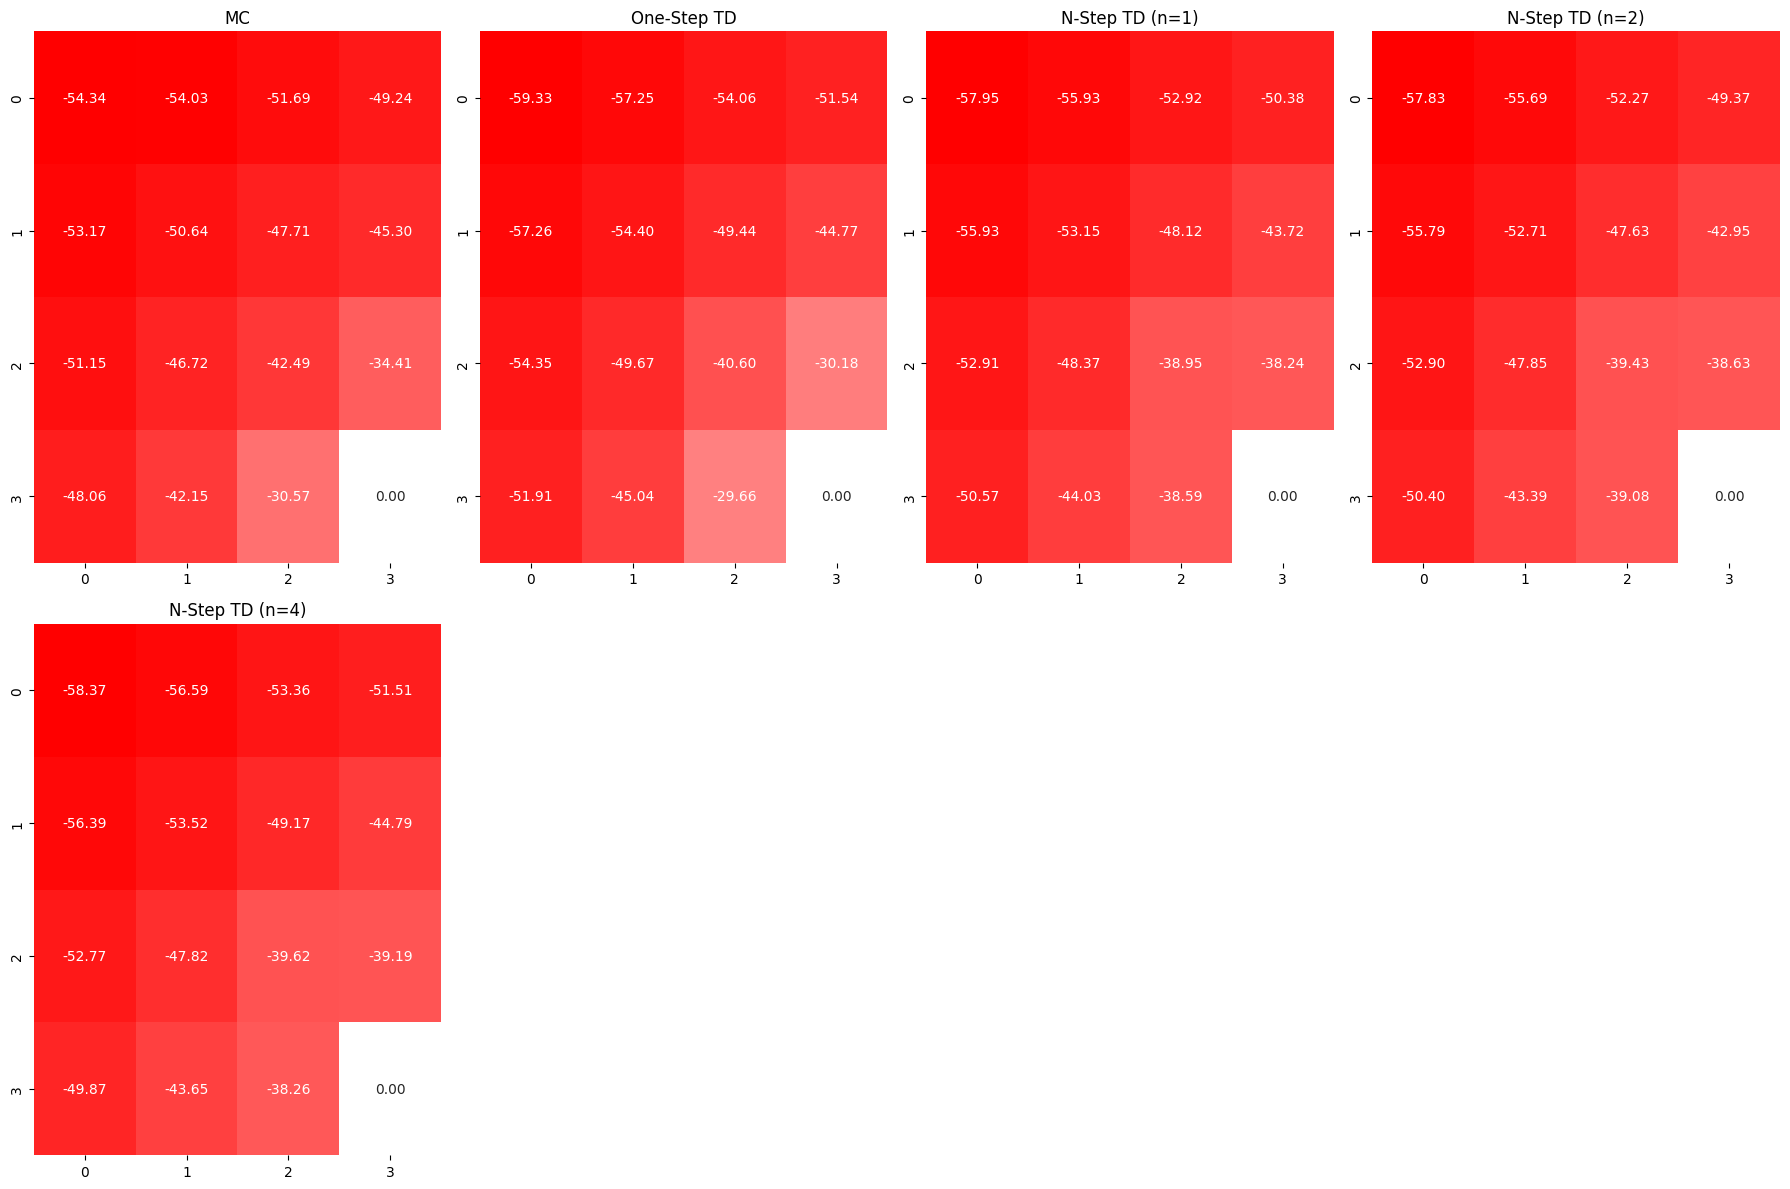 MC One-Step TD N-Step TD (n=1) N-Step TD (n=2)
0 -54.34 -54.03 -51.69 -49.24 0 -59.33 -57.25 -54.06 -51.54 0 -57.95 -55.93 -52.92 -50.38 0 -57.83 -55.69 -52.27 -49.37
1 -53.17 -50.64 -47.71 -45.30 1 -57.26 -54.40 -49.44 -44.77 1 -55.93 -53.15 -48.12 -43.72 1 -55.79 -52.71 -47.63 -42.95
2 -51.15 -46.72 -42.49 -34.41 2 -54.35 -49.67 -40.60 -30.18 2 -52.91 -48.37 -38.95 -38.24 2 -52.90 -47.85 -39.43 -38.63
3 -48.06 -42.15 -30.57 0.00 3 -51.91 -45.04 -29.66 0.00 3 -50.57 -44.03 -38.59 0.00 3 -50.40 -43.39 -39.08 0.00
0 1 2 3 0 1 2 3 0 1 2 3 0 1 2 3
N-Step TD (n=4)
0 -58.37 -56.59 -53.36 -51.51
1 -56.39 -53.52 -49.17 -44.79
2 -52.77 -47.82 -39.62 -39.19
3 -49.87 -43.65 -38.26 0.00
0 1 2 3